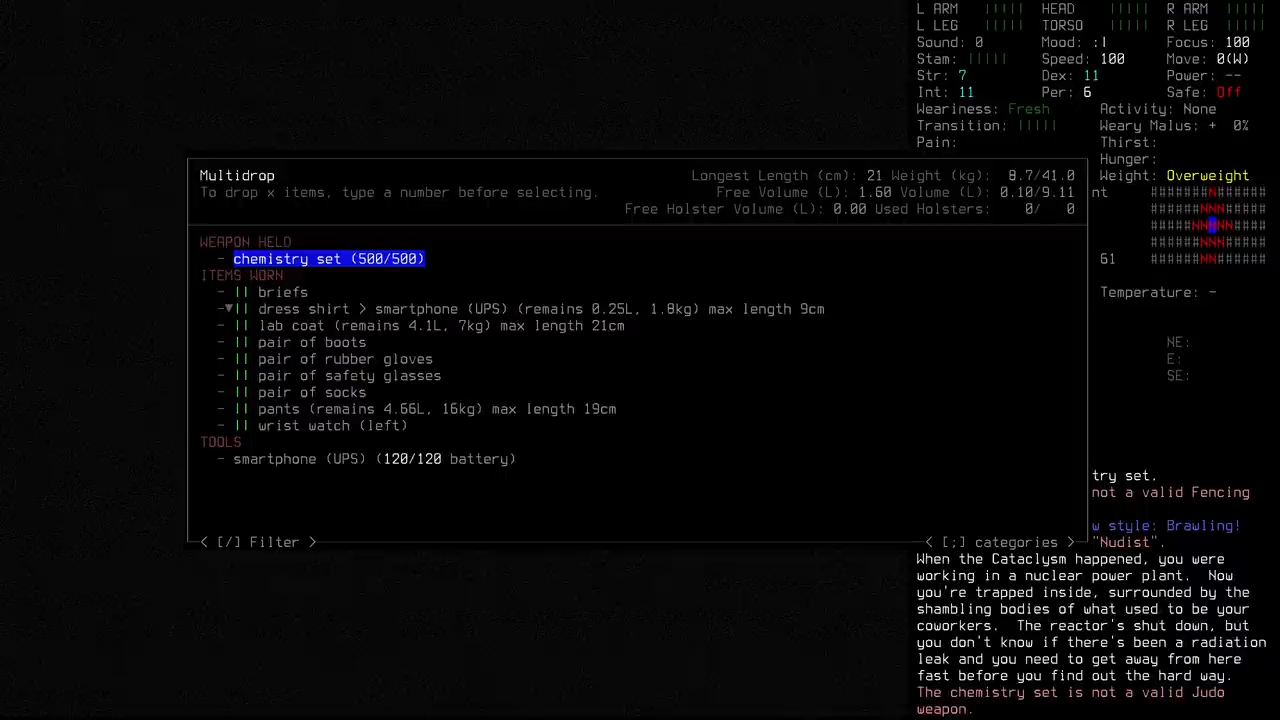 L ARM ||||| HEAD ||||| R ARM |||||
L LEG ||||| TORSO ||||| R LEG |||||
Sound: 0 Mood: :| Focus: 100
Stam: ||||| Speed: 100 Move: 0(W)
Str: 7 Dex: 11 Power: --
Int: 11 Per: 6 Safe: Off
Weariness: Fresh Activity: None
Transition: ||||| Weary Malus: + 0%
Pain: Thirst:
Hunger:
Weight: Overweight
Multidrop Longest Length (cm): 21 Weight (kg): 8.7/41.0
To drop x items, type a number before selecting. Free Volume (L): 1.60 Volume (L): 0.10/9.11
Free Holster Volume (L): 0.00 Used Holsters: 0/ 0
nt ######N######
#####NNN#####
####NNNNN####
#####NNN#####
61 #####NN######
WEAPON HELD
- chemistry set (500/500)
ITEMS WORN
- || briefs
-▼|| dress shirt > smartphone (UPS) (remains 0.25L, 1.8kg) max length 9cm
- || lab coat (remains 4.1L, 7kg) max length 21cm
- || pair of boots
- || pair of rubber gloves
- || pair of safety glasses
- || pair of socks
- || pants (remains 4.66L, 16kg) max length 19cm
- || wrist watch (left)
TOOLS
- smartphone (UPS) (120/120 battery)
< [/] Filter > < [;] categories >
Temperature: -
NE:
E:
SE:
try set.
not a valid Fencing
w style: Brawling!
"Nudist".
When the Cataclysm happened, you were
working in a nuclear power plant. Now
you're trapped inside, surrounded by the
shambling bodies of what used to be your
coworkers. The reactor's shut down, but
you don't know if there's been a radiation
leak and you need to get away from here
fast before you find out the hard way.
The chemistry set is not a valid Judo
weapon.